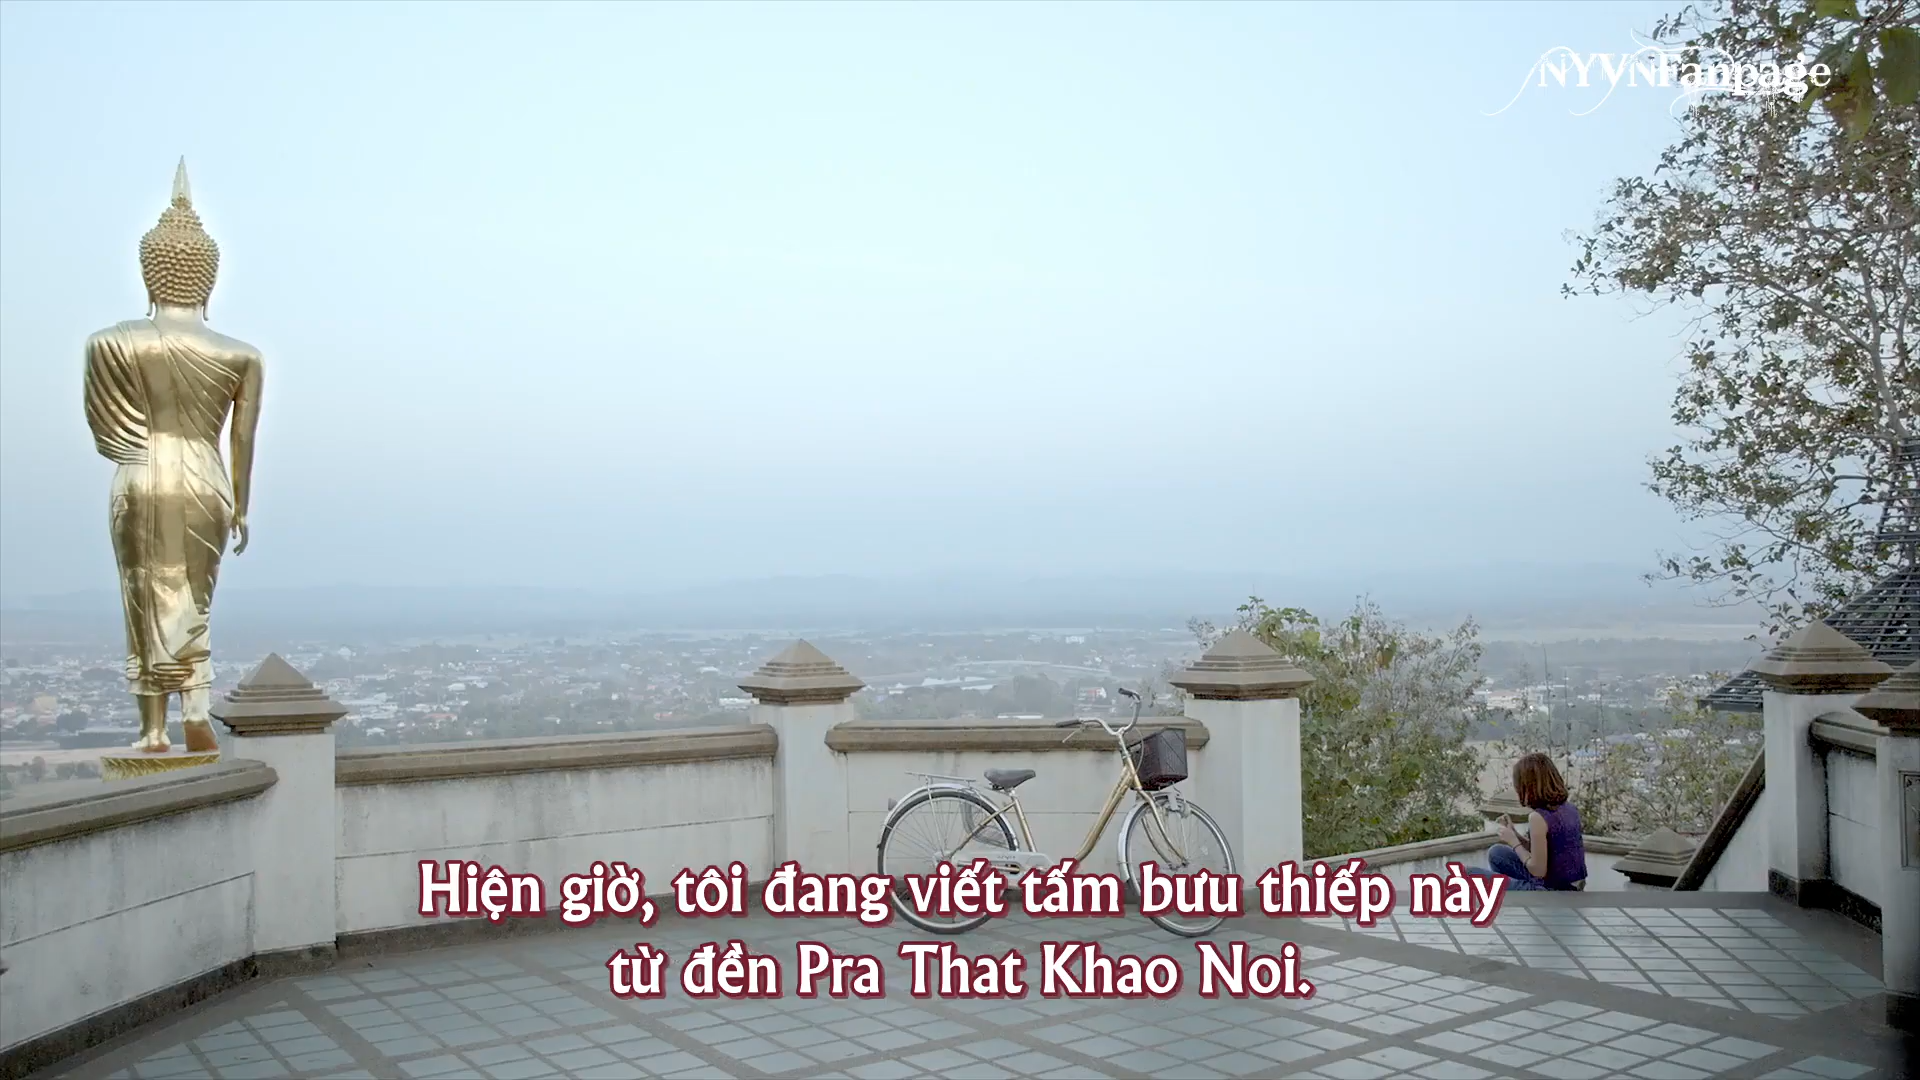 NYVNFanpage
Hiện giờ, tôi đang viết tấm bưu thiếp này
từ đền Pra That Khao Noi.